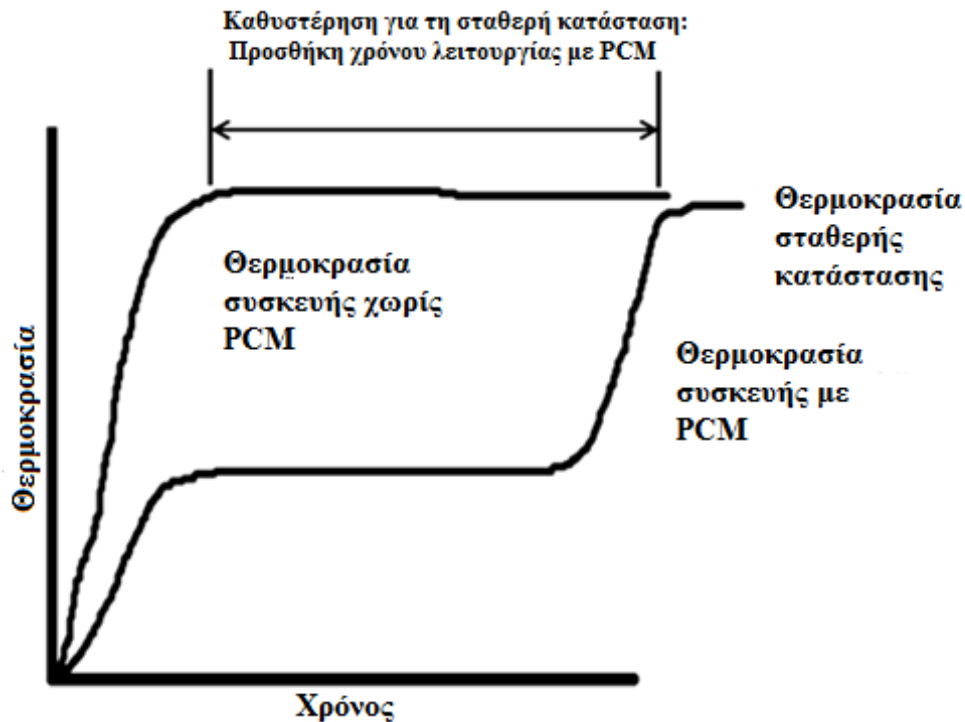 Καθυστέρηση για τη σταθερή κατάσταση:
Προσθήκη χρόνου λειτουργίας με PCM
Θερμοκρασία
σταθερής
κατάστασης
Θερμοκρασία
συσκευής χωρίς
PCM
Θερμοκρασία
συσκευής με
PCM
Θερμοκρασία
Χρόνος